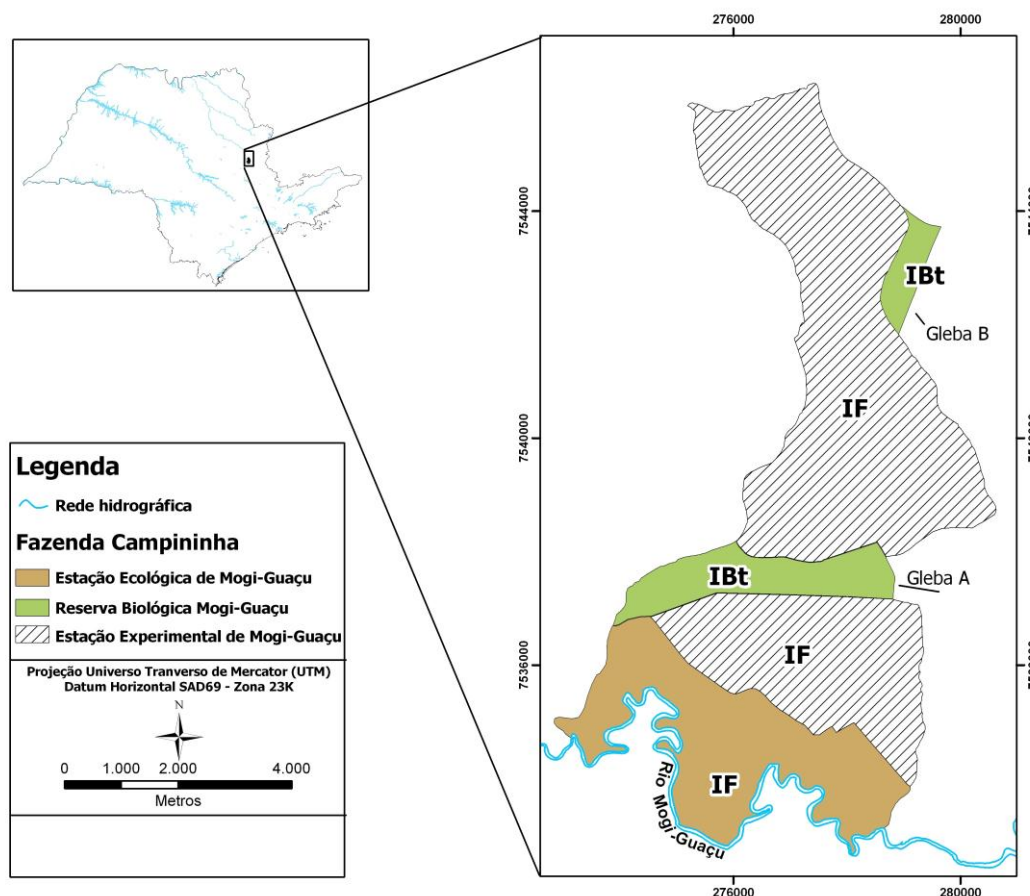 276000
280000
7544000
IBt
Gleba B
IF
7540000
IBt
Gleba A
IF
7536000
IF
Rio Mogi-Guaçu
276000
280000
Legenda
Rede hidrográfica
Fazenda Campininha
Estação Ecológica de Mogi-Guaçu
Reserva Biológica Mogi-Guaçu
Estação Experimental de Mogi-Guaçu
Projeção Universo Tranverso de Mercator (UTM)
Datum Horizontal SAD69 - Zona 23K
N
0 1.000 2.000 4.000
Metros